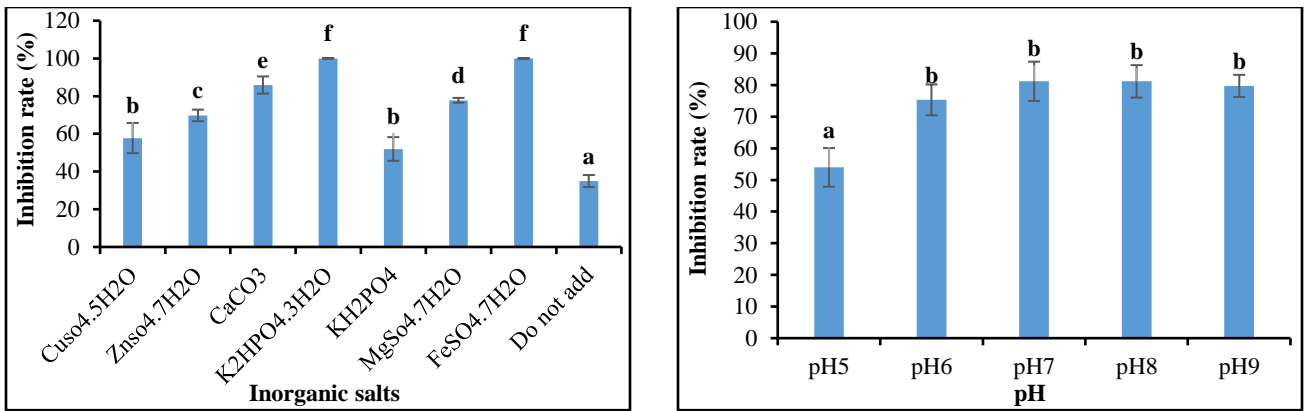 Inhibition rate (%)
120
100
80
60
40
20
0
b
c
e
f
b
d
f
a
Cuso4.5H2O
Znso4.7H2O
CaCO3
K2HPO4.3H2O
KH2PO4
MgSo4.7H2O
FeSO4.7H2O
Do not add
Inorganic salts
Inhibition rate (%)
100
90
80
70
60
50
40
30
20
10
0
a
b
b
b
b
pH5
pH6
pH7
pH8
pH9
pH